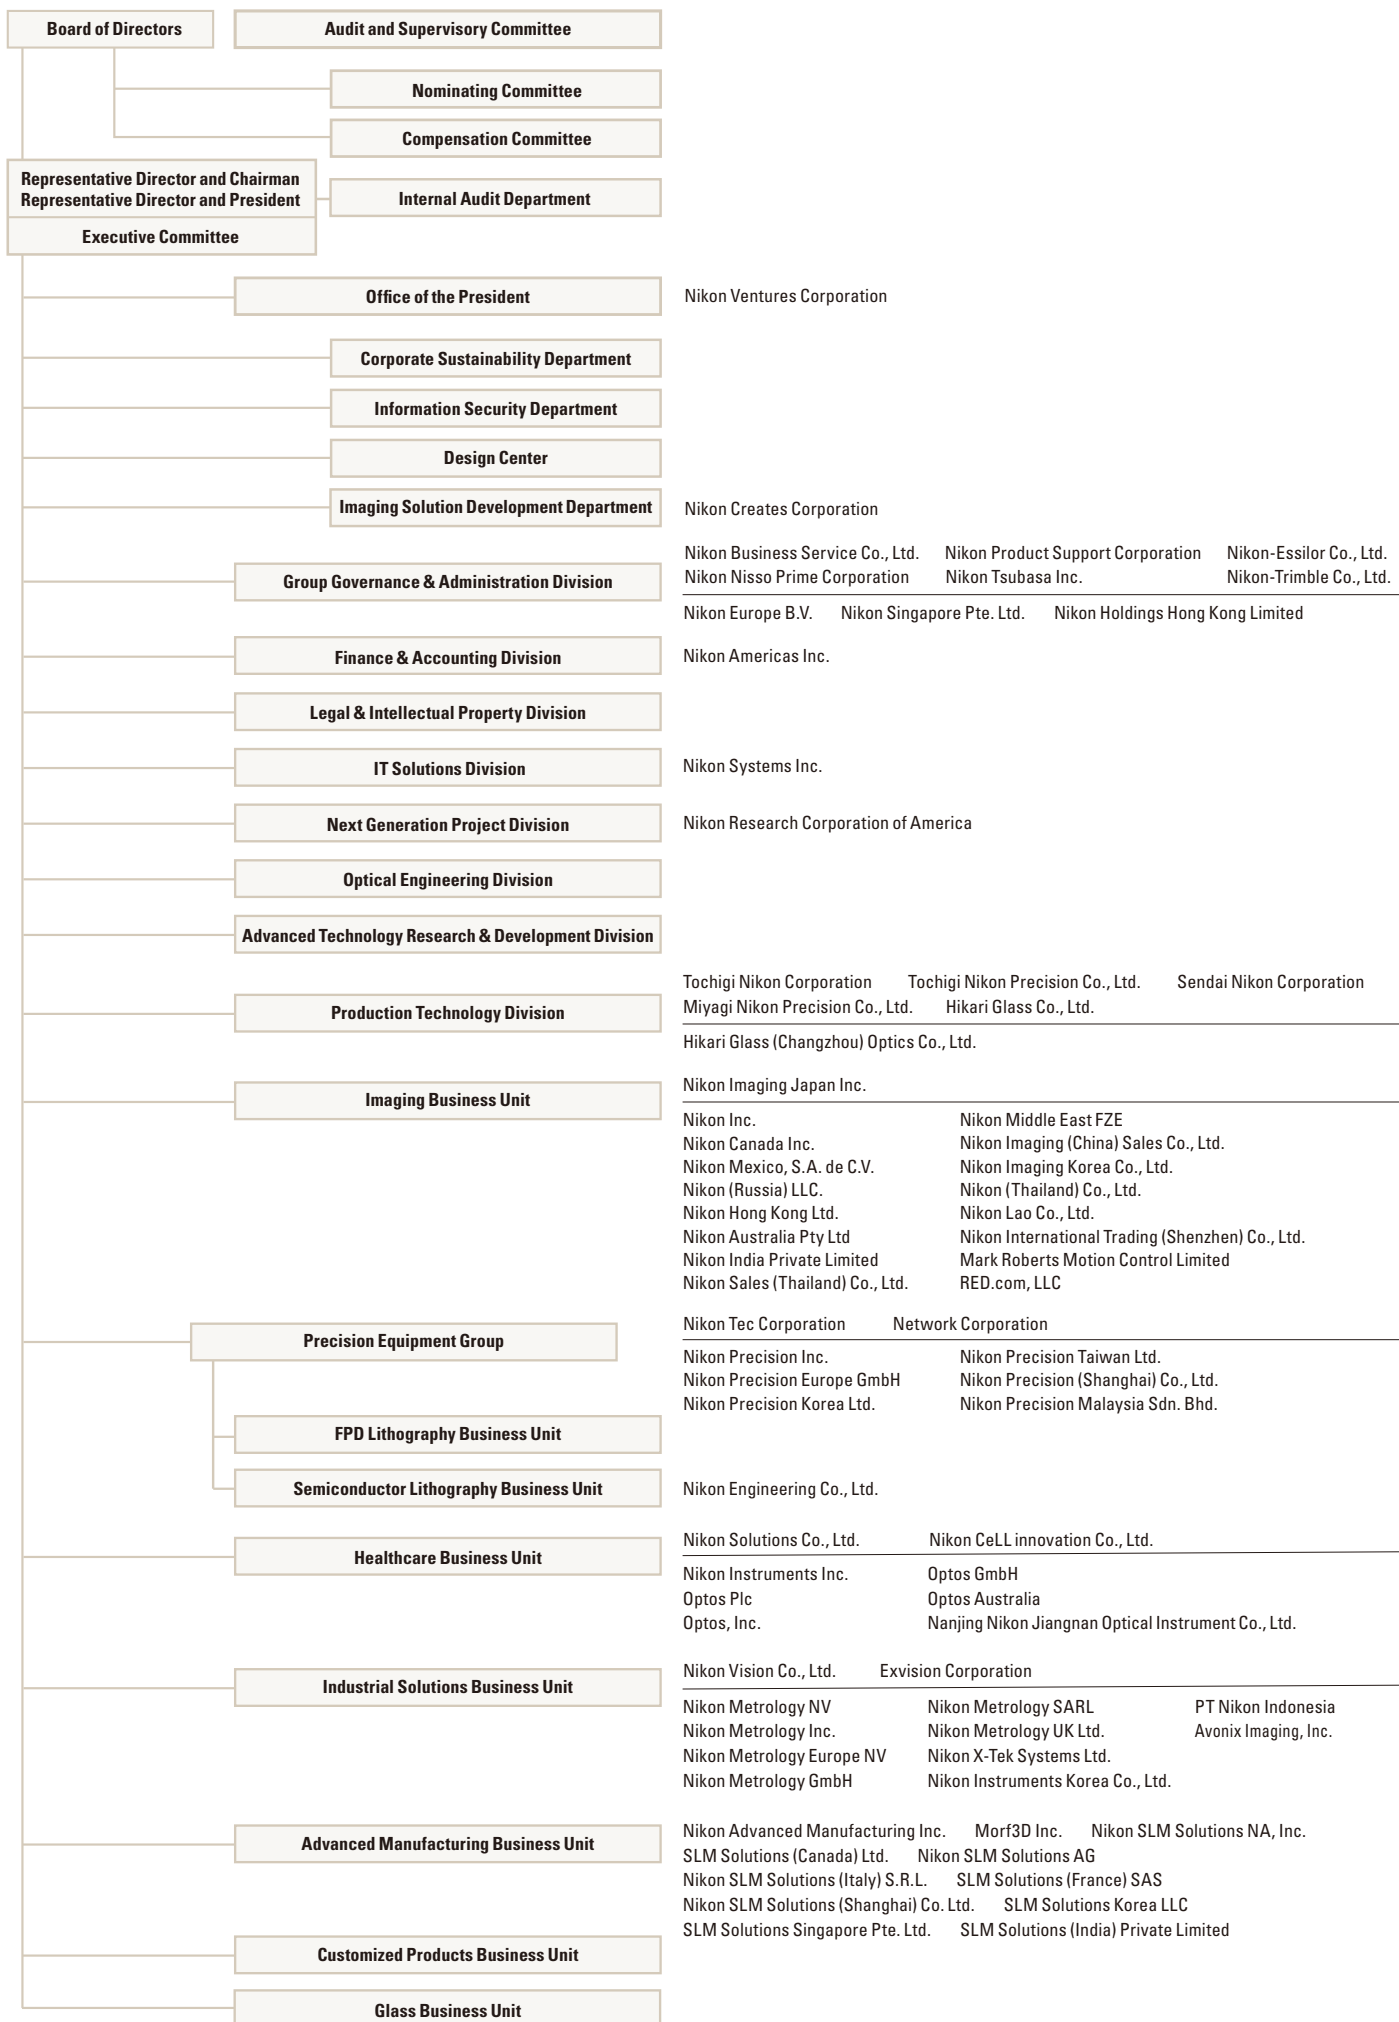 Board of Directors
Audit and Supervisory Committee
Nominating Committee
Compensation Committee
Representative Director and Chairman
Representative Director and President
Internal Audit Department
Executive Committee
Office of the President
Nikon Ventures Corporation
Corporate Sustainability Department
Information Security Department
Design Center
Imaging Solution Development Department
Nikon Creates Corporation
Group Governance & Administration Division
Nikon Business Service Co., Ltd. Nikon Product Support Corporation Nikon-Essilor Co., Ltd.
Nikon Nisso Prime Corporation Nikon Tsubasa Inc. Nikon-Trimble Co., Ltd.
Nikon Europe B.V. Nikon Singapore Pte. Ltd. Nikon Holdings Hong Kong Limited
Finance & Accounting Division
Nikon Americas Inc.
Legal & Intellectual Property Division
IT Solutions Division
Nikon Systems Inc.
Next Generation Project Division
Nikon Research Corporation of America
Optical Engineering Division
Advanced Technology Research & Development Division
Production Technology Division
Tochigi Nikon Corporation Tochigi Nikon Precision Co., Ltd. Sendai Nikon Corporation
Miyagi Nikon Precision Co., Ltd. Hikari Glass Co., Ltd.
Hikari Glass (Changzhou) Optics Co., Ltd.
Imaging Business Unit
Nikon Imaging Japan Inc.
Nikon Inc. Nikon Middle East FZE
Nikon Canada Inc. Nikon Imaging (China) Sales Co., Ltd.
Nikon Mexico, S.A. de C.V. Nikon Imaging Korea Co., Ltd.
Nikon (Russia) LLC. Nikon (Thailand) Co., Ltd.
Nikon Hong Kong Ltd. Nikon Lao Co., Ltd.
Nikon Australia Pty Ltd Nikon International Trading (Shenzhen) Co., Ltd.
Nikon India Private Limited Mark Roberts Motion Control Limited
Nikon Sales (Thailand) Co., Ltd. RED.com, LLC
Precision Equipment Group
Nikon Tec Corporation Network Corporation
Nikon Precision Inc. Nikon Precision Taiwan Ltd.
Nikon Precision Europe GmbH Nikon Precision (Shanghai) Co., Ltd.
Nikon Precision Korea Ltd. Nikon Precision Malaysia Sdn. Bhd.
FPD Lithography Business Unit
Semiconductor Lithography Business Unit
Nikon Engineering Co., Ltd.
Healthcare Business Unit
Nikon Solutions Co., Ltd. Nikon CeLL innovation Co., Ltd.
Nikon Instruments Inc. Optos GmbH
Optos Plc Optos Australia
Optos, Inc. Nanjing Nikon Jiangnan Optical Instrument Co., Ltd.
Industrial Solutions Business Unit
Nikon Vision Co., Ltd. Exvision Corporation
Nikon Metrology NV Nikon Metrology SARL PT Nikon Indonesia
Nikon Metrology Inc. Nikon Metrology UK Ltd. Avonix Imaging, Inc.
Nikon Metrology Europe NV Nikon X-Tek Systems Ltd.
Nikon Metrology GmbH Nikon Instruments Korea Co., Ltd.
Advanced Manufacturing Business Unit
Nikon Advanced Manufacturing Inc. Morf3D Inc. Nikon SLM Solutions NA, Inc.
SLM Solutions (Canada) Ltd. Nikon SLM Solutions AG
Nikon SLM Solutions (Italy) S.R.L. SLM Solutions (France) SAS
Nikon SLM Solutions (Shanghai) Co. Ltd. SLM Solutions Korea LLC
SLM Solutions Singapore Pte. Ltd. SLM Solutions (India) Private Limited
Customized Products Business Unit
Glass Business Unit